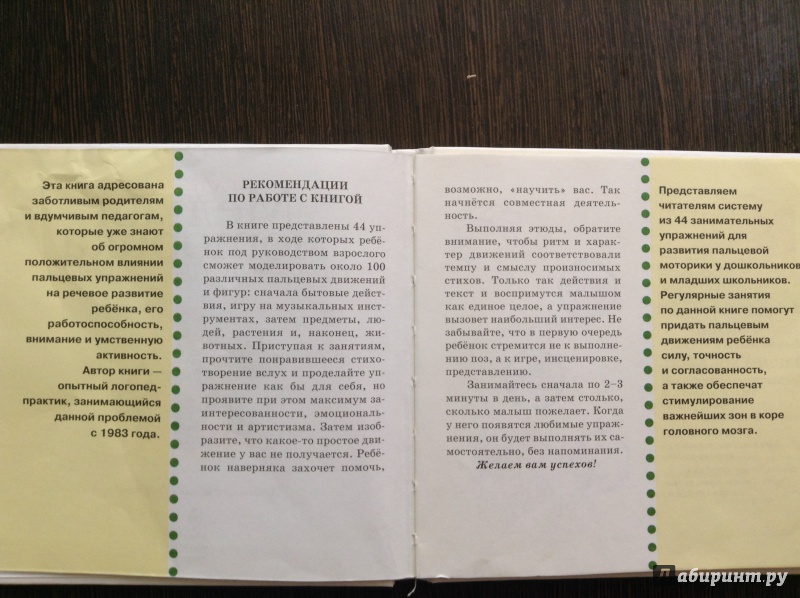 Эта книга адресована
заботливым родителям
и вдумчивым педагогам,
которые уже знают
об огромном
положительном влиянии
пальцевых упражнений
на речевое развитие
ребёнка, его
работоспособность,
внимание и умственную
активность.
Автор книги —
опытный логопед-
практик, занимающийся
данной проблемой
с 1983 года.
РЕКОМЕНДАЦИИ
ПО РАБОТЕ С КНИГОЙ
В книге представлены 44 уп-
ражнения, в ходе которых ребё-
нок под руководством взрослого
сможет моделировать около 100
различных пальцевых движений
и фигур: сначала бытовые дейст-
вия, игру на музыкальных инст-
рументах, затем предметы, лю-
дей, растения и, наконец, жи-
вотных. Приступая к занятиям,
прочтите понравившееся стихо-
творение вслух и проделайте уп-
ражнение как бы для себя, но
проявите при этом максимум за-
интересованности, эмоциональнос-
ти и артистизма. Затем изоб-
разите, что какое-то простое дви-
жение у вас не получается. Ребё-
нок наверняка захочет помочь,
возможно, «научить» вас. Так
начнётся совместная деятель-
ность.
Выполняя этюды, обратите
внимание, чтобы ритм и харак-
тер движений соответствовали
темпу и смыслу произносимых
стихов. Только так действия и
текст и воспримутся малышом
как единое целое, а упражнение
вызовет наибольший интерес. Не
забывайте, что в первую очередь
ребёнок стремится не к выполне-
нию поз, а к игре, инсценировке,
представлению.
Занимайтесь сначала по 2–3
минуты в день, а затем столько,
сколько малыш пожелает. Когда
у него появятся любимые упраж-
нения, он будет выполнять их са-
мостоятельно, без напоминания.
Желаем вам успехов!
Представляем
читателям систему
из 44 занимательных
упражнений для
развития пальцевой
моторики у дошкольников
и младших школьников.
Регулярные занятия
по данной книге помогут
придать пальцевым
движениям ребёнка
силу, точность
и согласованность,
а также обеспечат
стимулирование
важнейших зон в коре
головного мозга.
Лабиринт.ру